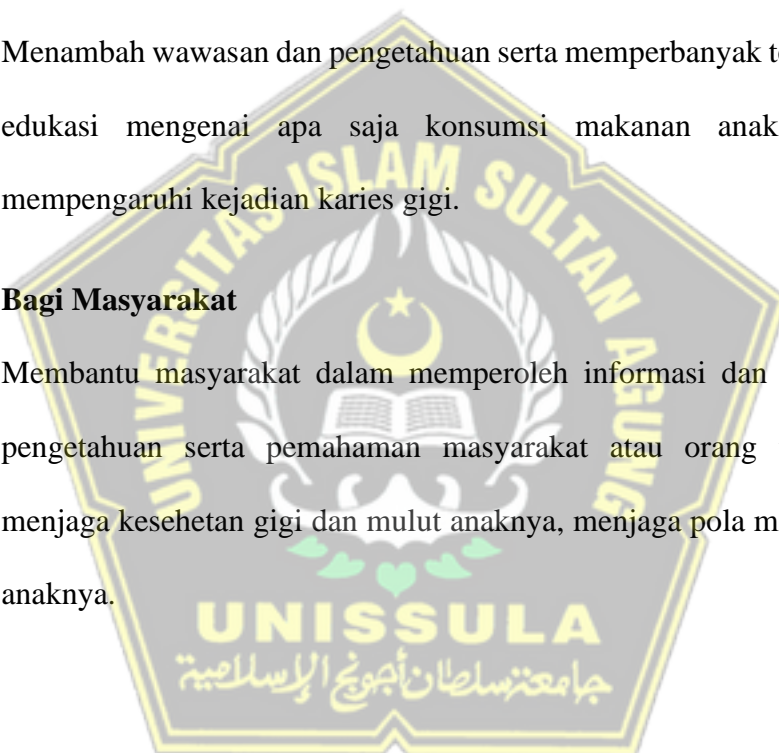 Menambah wawasan dan pengetahuan serta memperbanyak
edukasi mengenai apa saja konsumsi makanan anak
mempengaruhi kejadian karies gigi.
Bagi Masyarakat
Membantu masyarakat dalam memperoleh informasi dan
pengetahuan serta pemahaman masyarakat atau orang
menjaga kesehetan gigi dan mulut anaknya, menjaga pola
anaknya.
UNIVERSITAS ISLAM SULTAN AGUNG
UNISSULA
جامعة سلطان أجونج الإسلامية